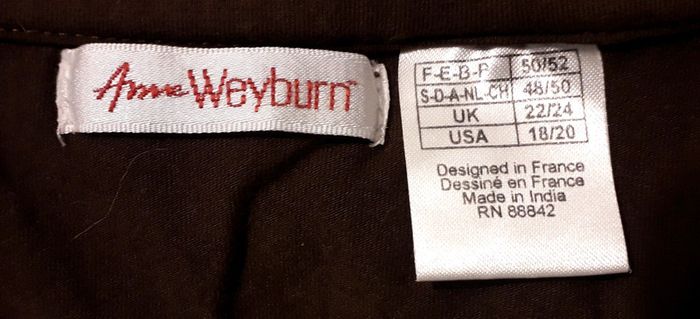 Anne Weyburn
F-E-B-P 50/52
S-D-A-NL-CH 48/50
UK 22/24
USA 18/20
Designed in France
Dessiné en France
Made in India
RN 88842